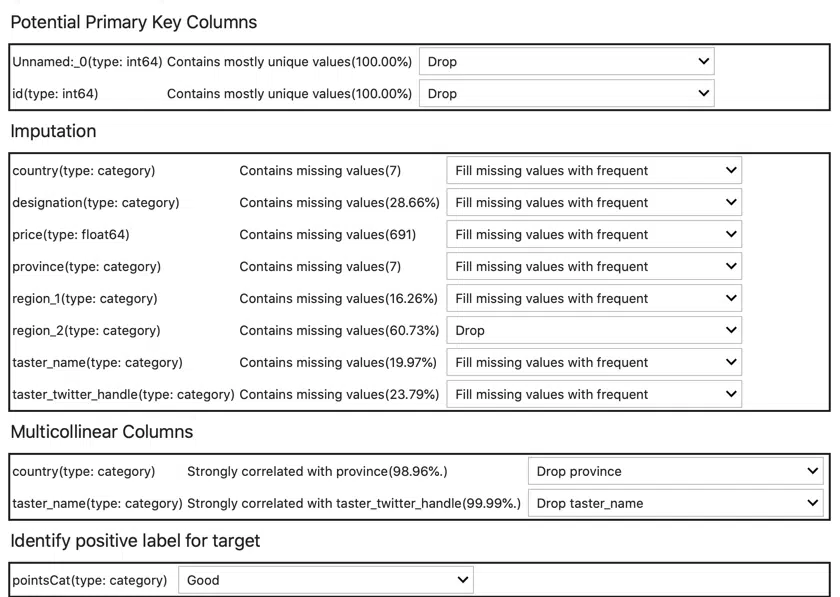 Potential Primary Key Columns
Unnamed:_0(type: int64) Contains mostly unique values(100.00%) Drop
id(type: int64) Contains mostly unique values(100.00%) Drop
Imputation
country(type: category) Contains missing values(7) Fill missing values with frequent
designation(type: category) Contains missing values(28.66%) Fill missing values with frequent
price(type: float64) Contains missing values(691) Fill missing values with frequent
province(type: category) Contains missing values(7) Fill missing values with frequent
region_1(type: category) Contains missing values(16.26%) Fill missing values with frequent
region_2(type: category) Contains missing values(60.73%) Drop
taster_name(type: category) Contains missing values(19.97%) Fill missing values with frequent
taster_twitter_handle(type: category) Contains missing values(23.79%) Fill missing values with frequent
Multicollinear Columns
country(type: category) Strongly correlated with province(98.96%.) Drop province
taster_name(type: category) Strongly correlated with taster_twitter_handle(99.99%.) Drop taster_name
Identify positive label for target
pointsCat(type: category) Good